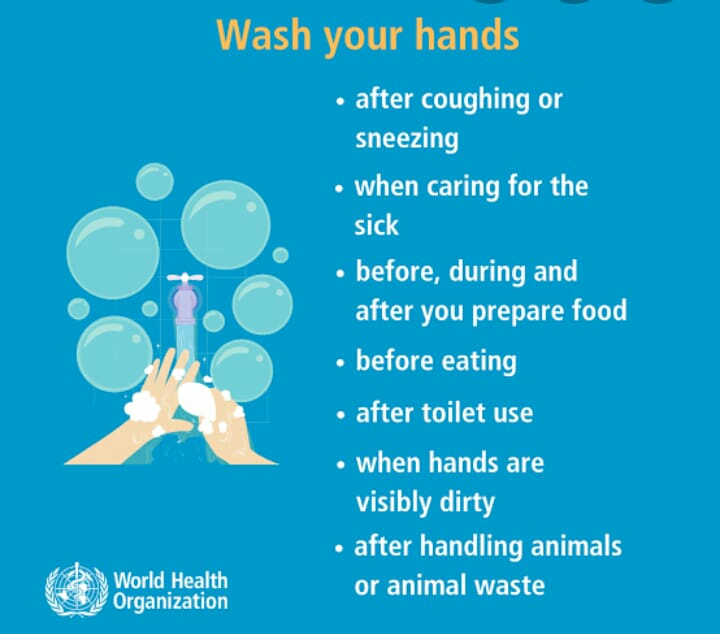 Wash your hands
• after coughing or
sneezing
• when caring for the
sick
• before, during and
after you prepare food
• before eating
• after toilet use
• when hands are
visibly dirty
• after handling animals
or animal waste
World Health
Organization